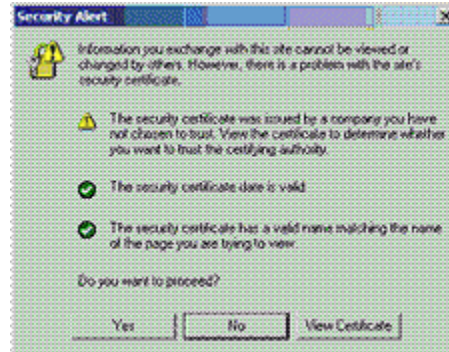 Security Alert
Information you exchange with this site cannot be viewed or
changed by others. However, there is a problem with the site's
security certificate.
The security certificate was issued by a company you have
not chosen to trust. View the certificate to determine whether
you want to trust the certifying authority.
The security certificate date is valid
The security certificate has a valid name matching the name
of the page you are trying to view.
Do you want to proceed?
Yes
No
View Certificate